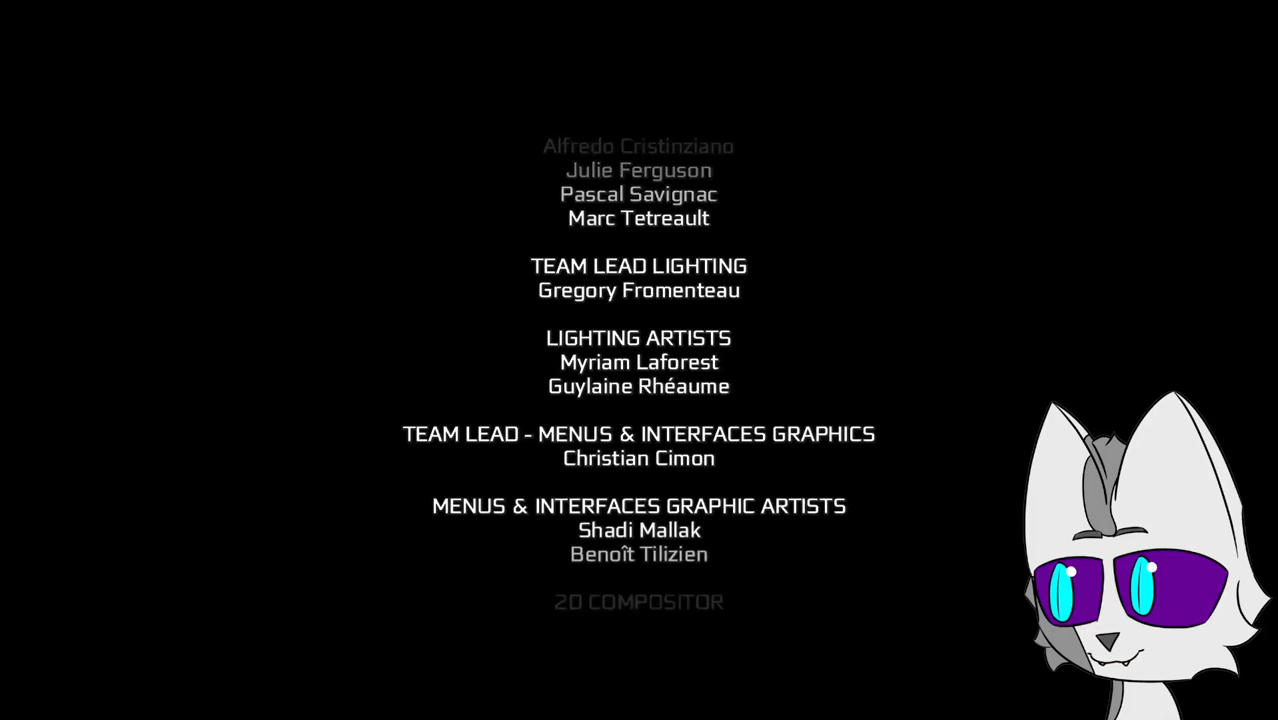 Alfredo Cristinziano
Julie Ferguson
Pascal Savignac
Marc Tetreault
TEAM LEAD LIGHTING
Gregory Fromenteau
LIGHTING ARTISTS
Myriam Laforest
Guylaine Rhéaume
TEAM LEAD - MENUS & INTERFACES GRAPHICS
Christian Cimon
MENUS & INTERFACES GRAPHIC ARTISTS
Shadi Mallak
Benoît Tilizien
2D COMPOSITOR